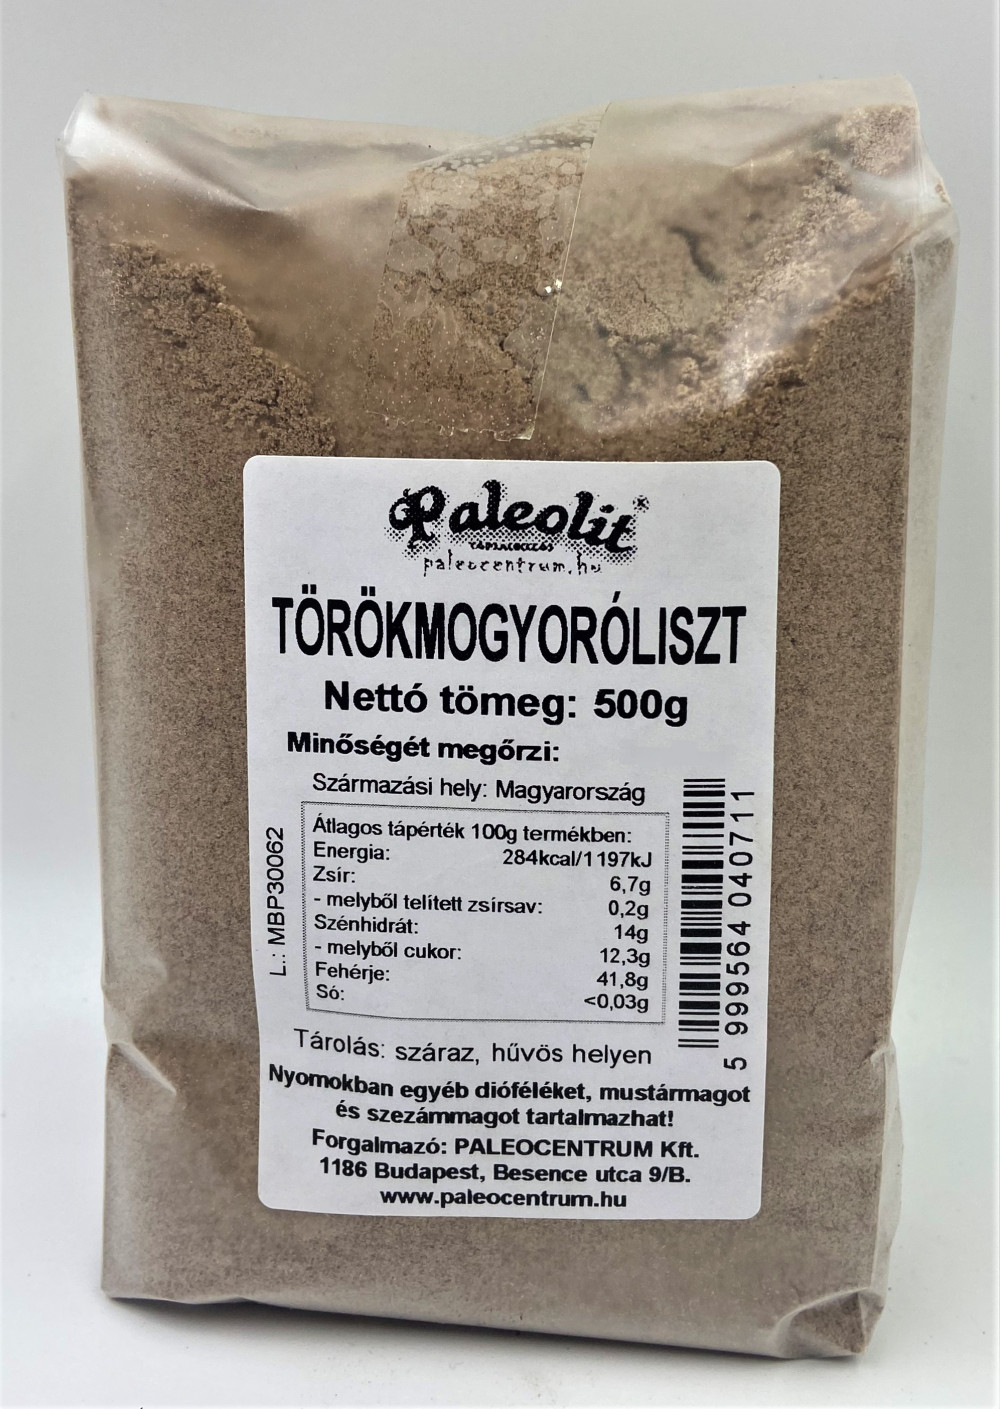 Paleolit
paleocentrum.hu
TÖRÖKMOGYORÓLISZT
Nettó tömeg: 500g
Minőségét megőrzi:
Származási hely: Magyarország
Átlagos tápérték 100g termékben:
Energia: 284kcal/1197kJ
Zsír: 6,7g
- melyből telített zsírsav: 0,2g
Szénhidrát: 14g
- melyből cukor: 12,3g
Fehérje: 41,8g
Só: <0,03g
L.: MBP30062
5 999564 040711
Tárolás: száraz, hűvös helyen
Nyomokban egyéb dióféléket, mustármagot
és szezámmagot tartalmazhat!
Forgalmazó: PALEOCENTRUM Kft.
1186 Budapest, Besence utca 9/B.
www.paleocentrum.hu